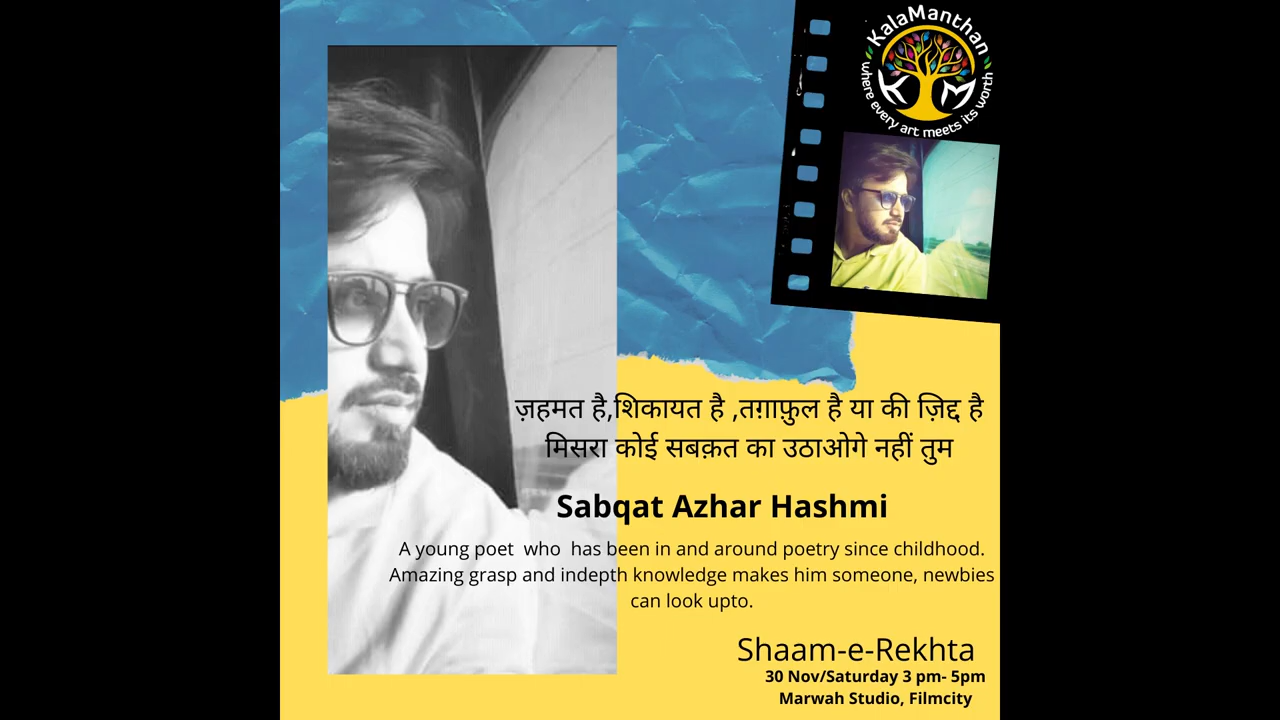 KalaManthan
K M
where every art meets its worth
ज़हमत है,शिकायत है ,तग़ाफ़ुल है या की ज़िद्द है
मिसरा कोई सबक़त का उठाओगे नहीं तुम
Sabqat Azhar Hashmi
A young poet who has been in and around poetry since childhood.
Amazing grasp and indepth knowledge makes him someone, newbies
can look upto.
Shaam-e-Rekhta
30 Nov/Saturday 3 pm- 5pm
Marwah Studio, Filmcity